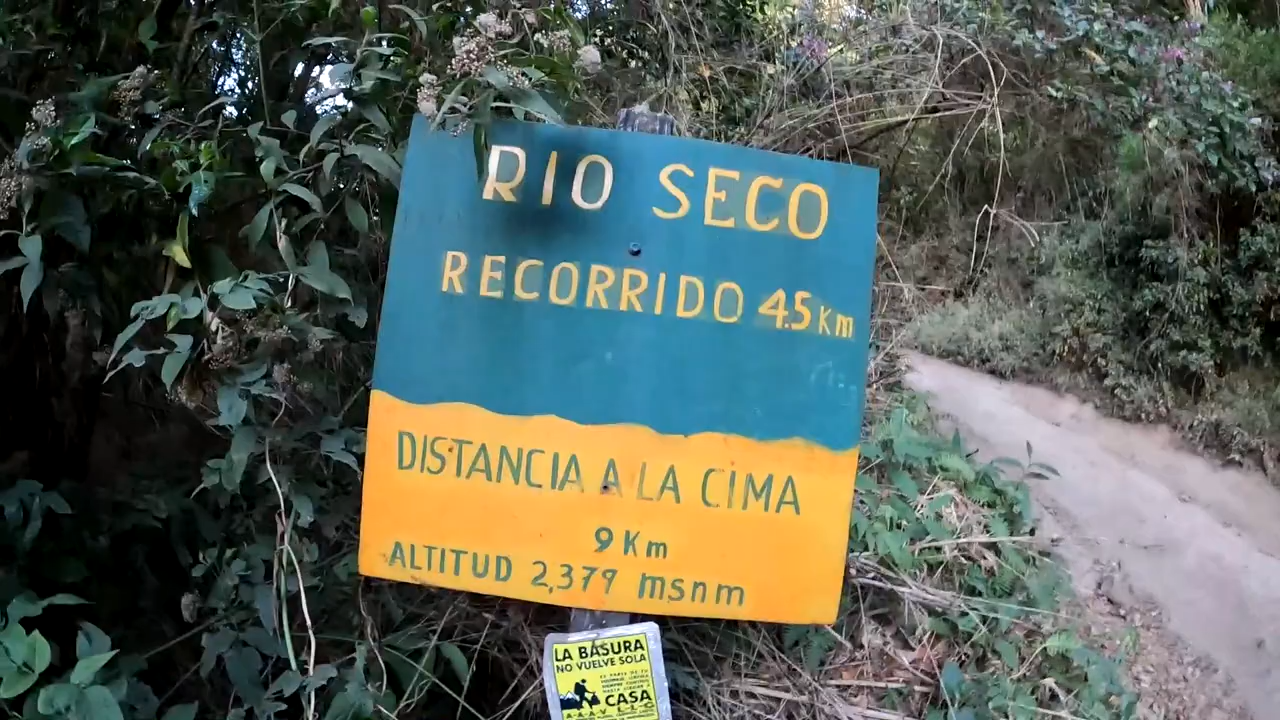 RIO SECO
RECORRIDO 4.5 Km
DISTANCIA A LA CIMA
9 Km
ALTITUD 2,379 msnm
LA BASURA
NO VUELVE SOLA
CASA